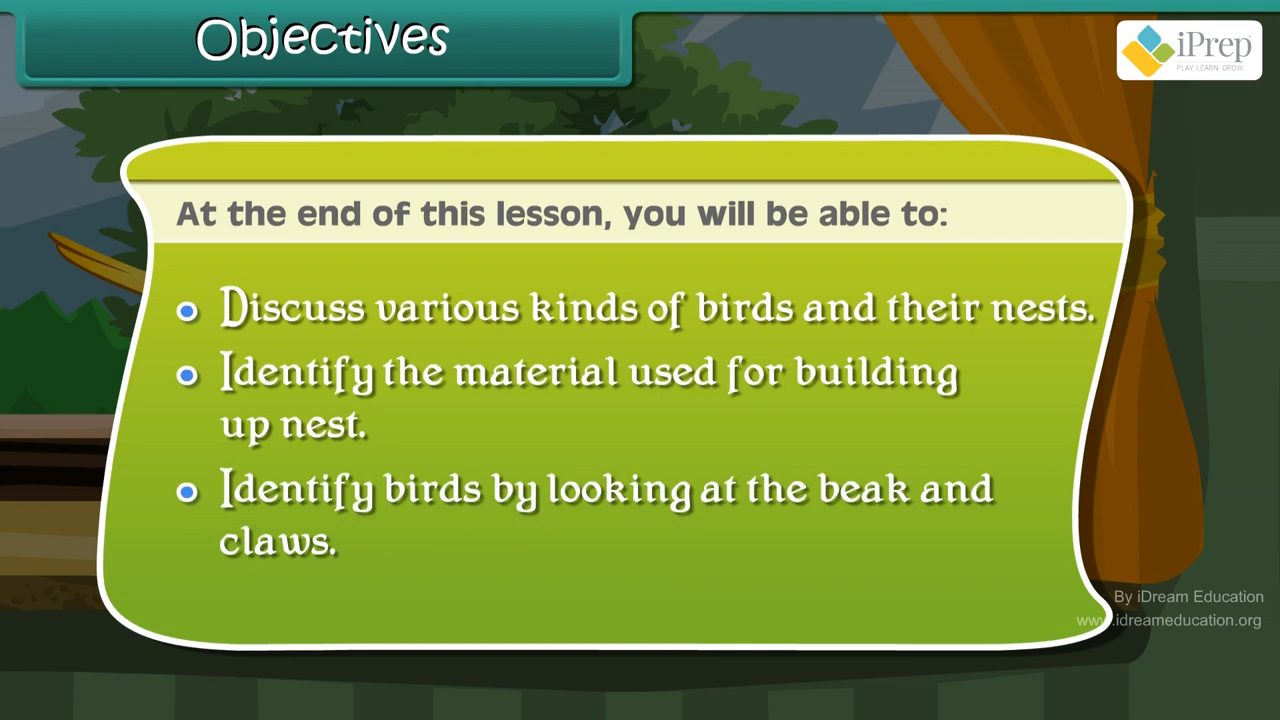 Objectives
iPrep
PLAY. LEARN. GROW.
At the end of this lesson, you will be able to:
Discuss various kinds of birds and their nests.
Identify the material used for building
up nest.
Identify birds by looking at the beak and
claws.
By iDream Education
www.idreameducation.org